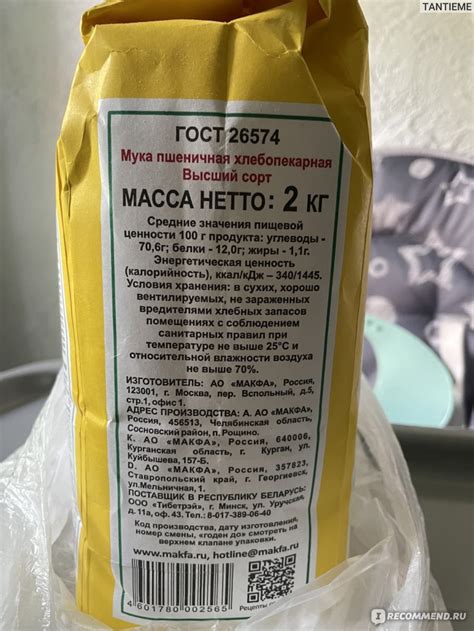 TANTIEME
ГОСТ 26574
Мука пшеничная хлебопекарная
Высший сорт
МАССА НЕТТО: 2 КГ
Средние значения пищевой
ценности 100 г продукта: углеводы -
70,6г; белки - 12,0г; жиры - 1,1г.
Энергетическая ценность
(калорийность), ккал/кДж – 340/1445.
Условия хранения: в сухих, хорошо
вентилируемых, не зараженных
вредителями хлебных запасов
помещениях с соблюдением
санитарных правил при
температуре не выше 25°С и
относительной влажности воздуха
не выше 70%.
ИЗГОТОВИТЕЛЬ: АО «МАКФА», Россия,
123001, г. Москва, пер. Вспольный, д.5,
стр.1, офис 1.
АДРЕС ПРОИЗВОДСТВА: А. АО «МАКФА»,
Россия, 456513, Челябинская область,
Сосновский район, п. Рощино.
К. АО «МАКФА», Россия, 640006,
Курганская область, г. Курган, ул.
Куйбышева, 157-Б.
D. АО «МАКФА», Россия, 357823,
Ставропольский край, г. Георгиевск,
ул.Мельничная, 1.
ПОСТАВЩИК В РЕСПУБЛИКУ БЕЛАРУСЬ:
ООО «Тибетрэй», г. Минск, ул. Уручская,
д. 11а, оф. 43. Тел.: 8-017-389-06-40
Код производства, дату изготовления,
номер смены, «годен до» смотреть на
верхнем клапане упаковки.
www.makfa.ru, hotline@makfa.ru
4601780002565
Рецепты
IRECOMMEND.RU